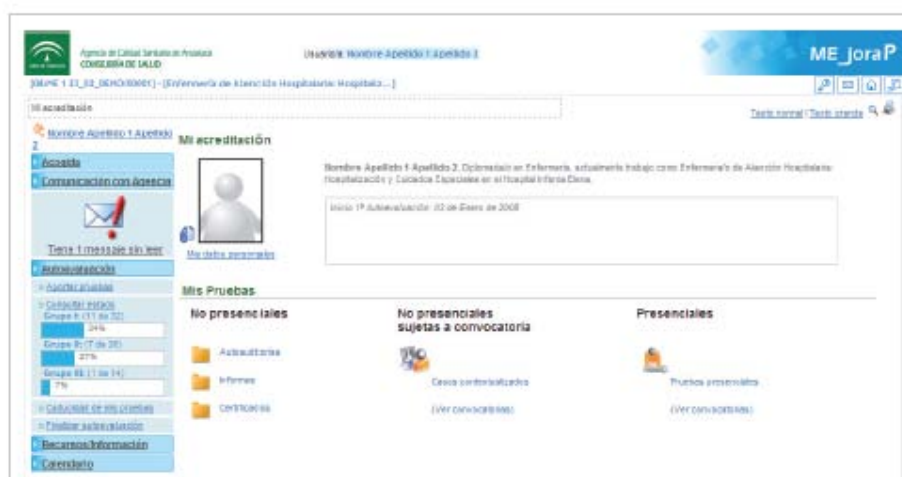 Agencia de Calidad Sanitaria de Andalucía
CONSEJERÍA DE SALUD
Usuario/a: Nombre Apellido 1 Apellido 2
ME_joraP
Mi acreditación
Texto normal / Texto grande
Nombre Apellido 1 Apellido 2
Mi acreditación
Acogida
Comunicación con Agencia
Nombre Apellido 1 Apellido 2. Diplomado/a en Enfermería, actualmente trabajo como Enfermero/a de Atención Hospitalaria: Hospitalización y Cuidados Especiales en el Hospital Infanta Elena.
Inicio 1ª Autoevaluación: 02 de Enero de 2008
Tiene 1 mensaje sin leer
Mis datos personales
Autoevaluación
Aportar pruebas
Consultar estado
Grupo I: (11 de 32)
34%
Grupo II: (7 de 26)
27%
Grupo III: (1 de 14)
7%
Caducidad de mis pruebas
Finalizar autoevaluación
Recursos/Información
Calendario
Mis Pruebas
No presenciales
Autoauditorías
Informes
Certificados
No presenciales
sujetas a convocatoria
Casos contextualizados
(Ver convocatorias)
Presenciales
Pruebas presenciales
(Ver convocatorias)